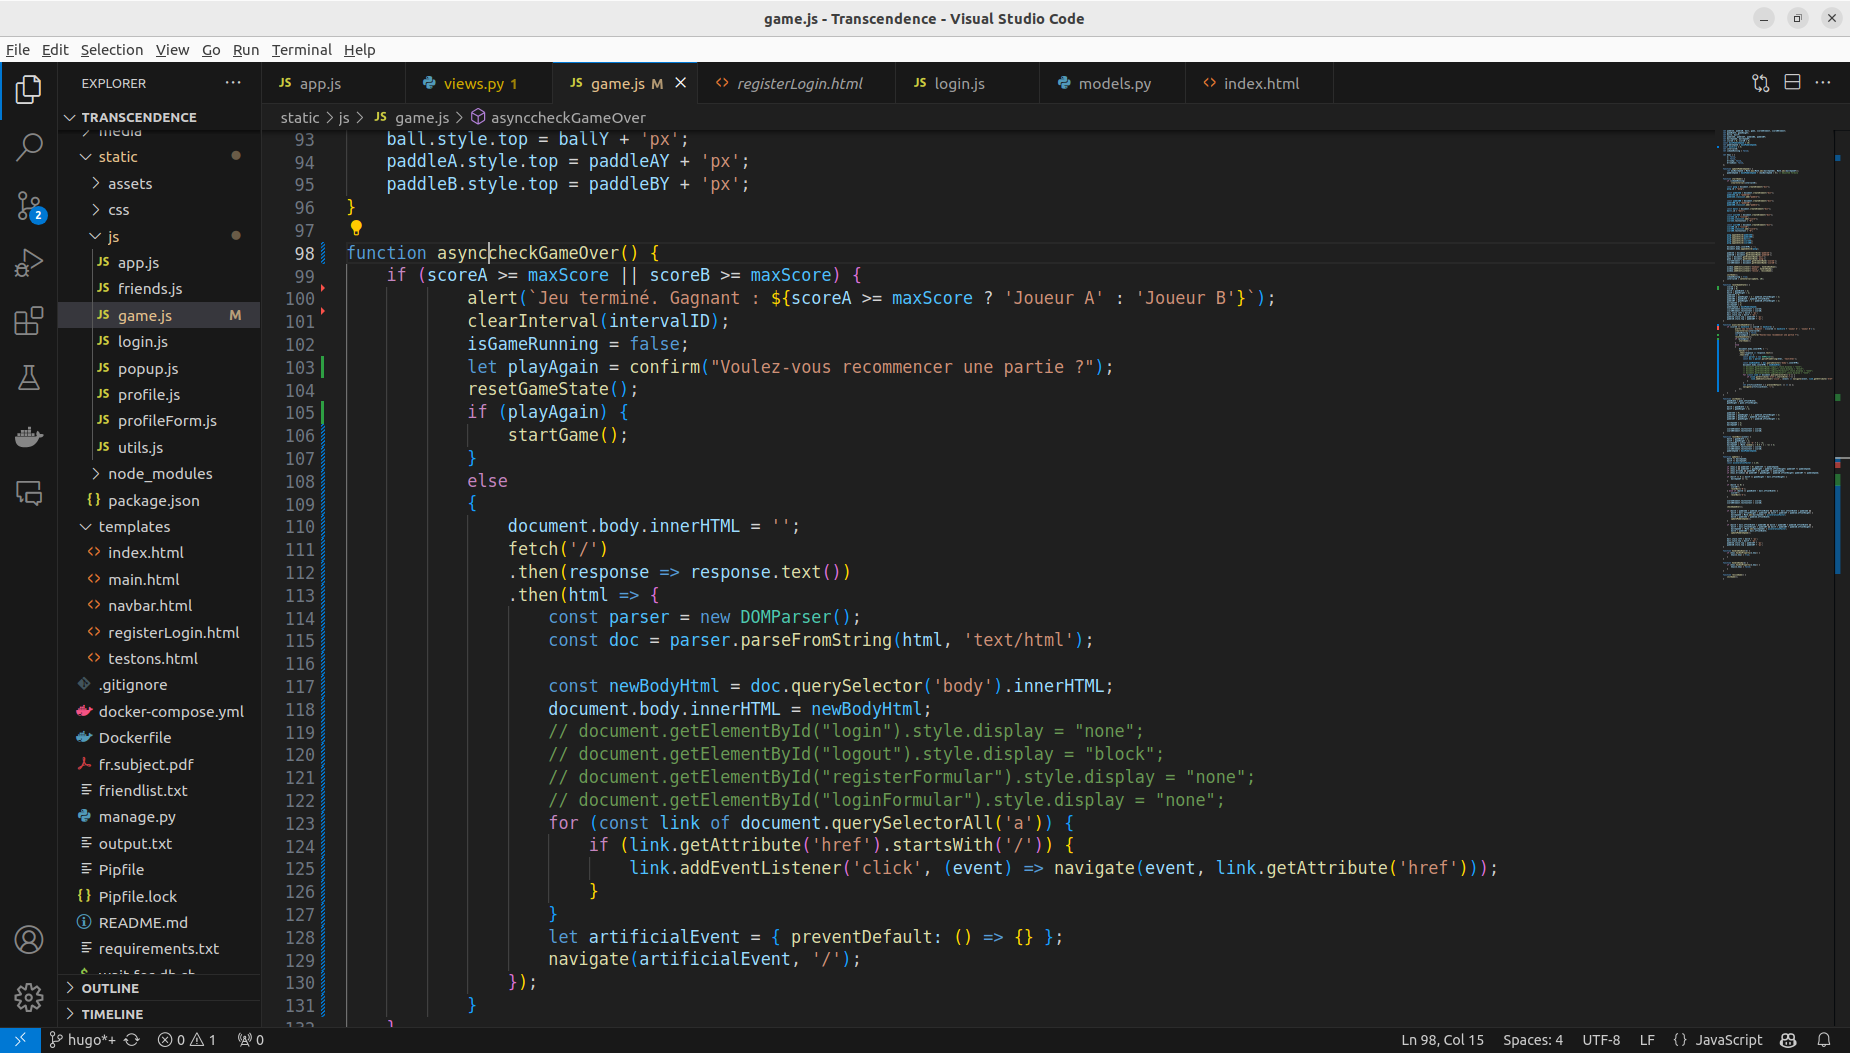 game.js - Transcendence - Visual Studio Code
File Edit Selection View Go Run Terminal Help
EXPLORER
TRANSCENDENCE
media
static
assets
css
js
JS app.js
JS friends.js
JS game.js M
JS login.js
JS popup.js
JS profile.js
JS profileForm.js
JS utils.js
node_modules
{} package.json
templates
<> index.html
<> main.html
<> navbar.html
<> registerLogin.html
<> testons.html
.gitignore
docker-compose.yml
Dockerfile
fr.subject.pdf
friendlist.txt
manage.py
output.txt
Pipfile
{} Pipfile.lock
README.md
requirements.txt
OUTLINE
TIMELINE
2
JS app.js
views.py 1
JS game.js M
<> registerLogin.html
JS login.js
models.py
<> index.html
static > js > JS game.js > asynccheckGameOver
93 ball.style.top = ballY + 'px';
94 paddleA.style.top = paddleAY + 'px';
95 paddleB.style.top = paddleBY + 'px';
96 }
97
98 function asynccheckGameOver() {
99 if (scoreA >= maxScore || scoreB >= maxScore) {
100 alert(`Jeu terminé. Gagnant : ${scoreA >= maxScore ? 'Joueur A' : 'Joueur B'}`);
101 clearInterval(intervalID);
102 isGameRunning = false;
103 let playAgain = confirm("Voulez-vous recommencer une partie ?");
104 resetGameState();
105 if (playAgain) {
106 startGame();
107 }
108 else
109 {
110 document.body.innerHTML = '';
111 fetch('/')
112 .then(response => response.text())
113 .then(html => {
114 const parser = new DOMParser();
115 const doc = parser.parseFromString(html, 'text/html');
116
117 const newBodyHtml = doc.querySelector('body').innerHTML;
118 document.body.innerHTML = newBodyHtml;
119 // document.getElementById("login").style.display = "none";
120 // document.getElementById("logout").style.display = "block";
121 // document.getElementById("registerFormular").style.display = "none";
122 // document.getElementById("loginFormular").style.display = "none";
123 for (const link of document.querySelectorAll('a')) {
124 if (link.getAttribute('href').startsWith('/')) {
125 link.addEventListener('click', (event) => navigate(event, link.getAttribute('href')));
126 }
127 }
128 let artificialEvent = { preventDefault: () => {} };
129 navigate(artificialEvent, '/');
130 });
131 }
132 }
hugo*+ 0 1 0
Ln 98, Col 15 Spaces: 4 UTF-8 LF {} JavaScript